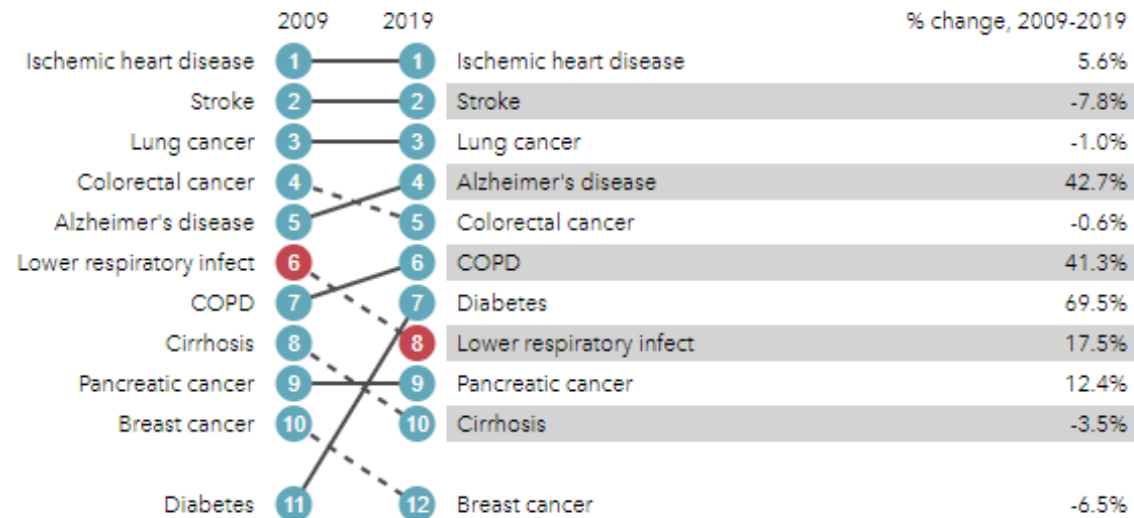 2009 2019 % change, 2009-2019
Ischemic heart disease 1 1 Ischemic heart disease 5.6%
Stroke 2 2 Stroke -7.8%
Lung cancer 3 3 Lung cancer -1.0%
Colorectal cancer 4 4 Alzheimer's disease 42.7%
Alzheimer's disease 5 5 Colorectal cancer -0.6%
Lower respiratory infect 6 6 COPD 41.3%
COPD 7 7 Diabetes 69.5%
Cirrhosis 8 8 Lower respiratory infect 17.5%
Pancreatic cancer 9 9 Pancreatic cancer 12.4%
Breast cancer 10 10 Cirrhosis -3.5%
Diabetes 11 12 Breast cancer -6.5%